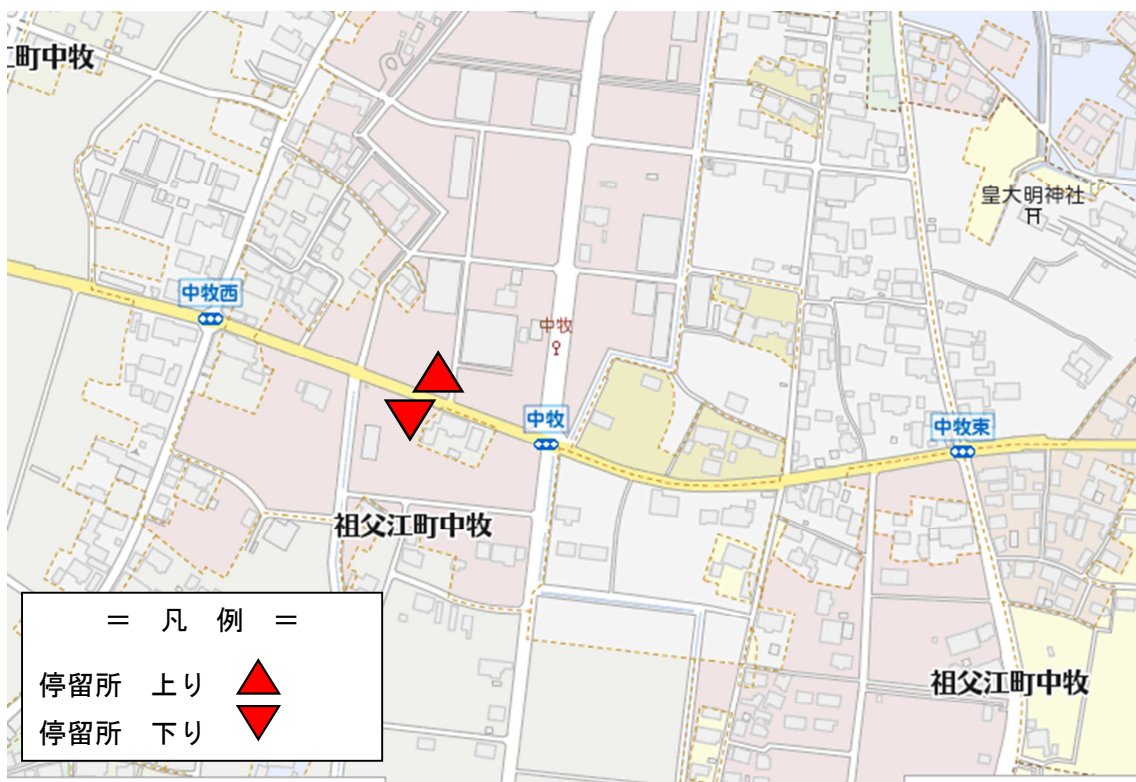 町中牧
皇大明神社
中牧西
中牧
中牧
中牧東
祖父江町中牧
＝ 凡 例 ＝
停留所 上り
停留所 下り
祖父江町中牧